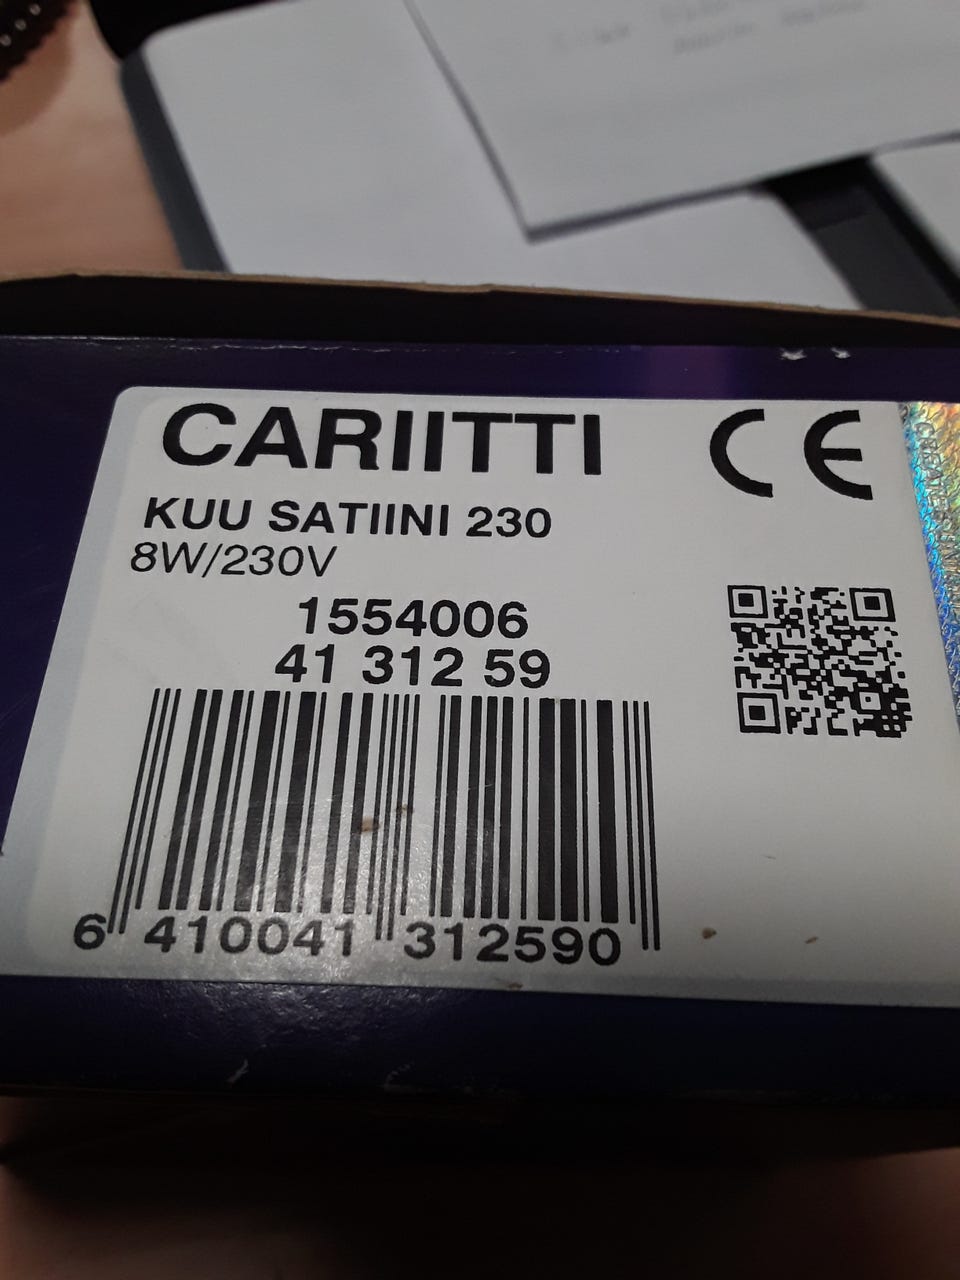 CARIITTI
CE
KUU SATIINI 230
8W/230V
1554006
41 312 59
6 410041 312590